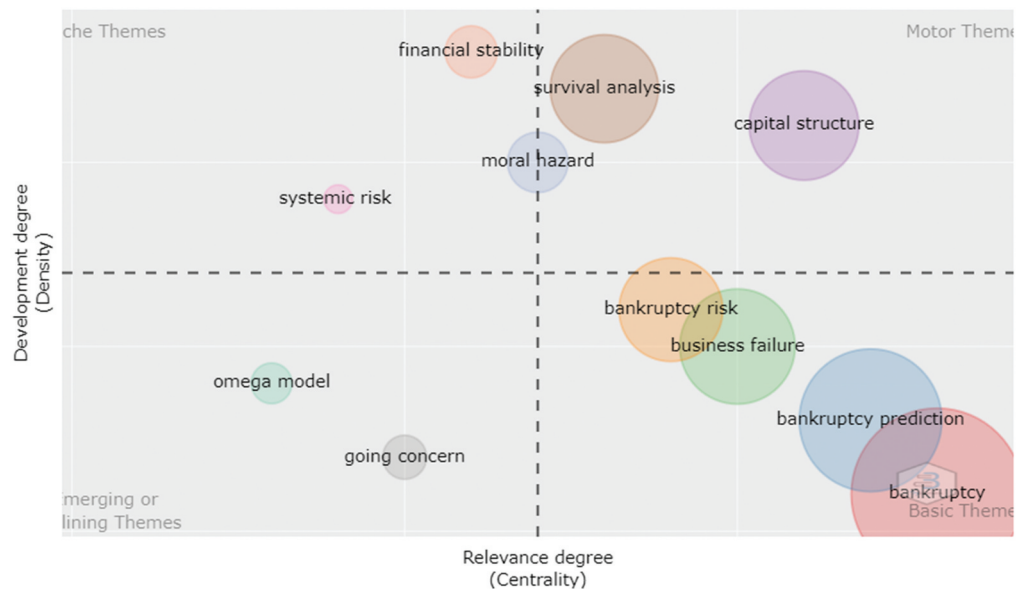 che Themes
Motor Theme
financial stability
survival analysis
capital structure
moral hazard
systemic risk
Development degree
(Density)
bankruptcy risk
business failure
omega model
bankruptcy prediction
going concern
bankruptcy
merging or
lining Themes
Basic Theme
Relevance degree
(Centrality)